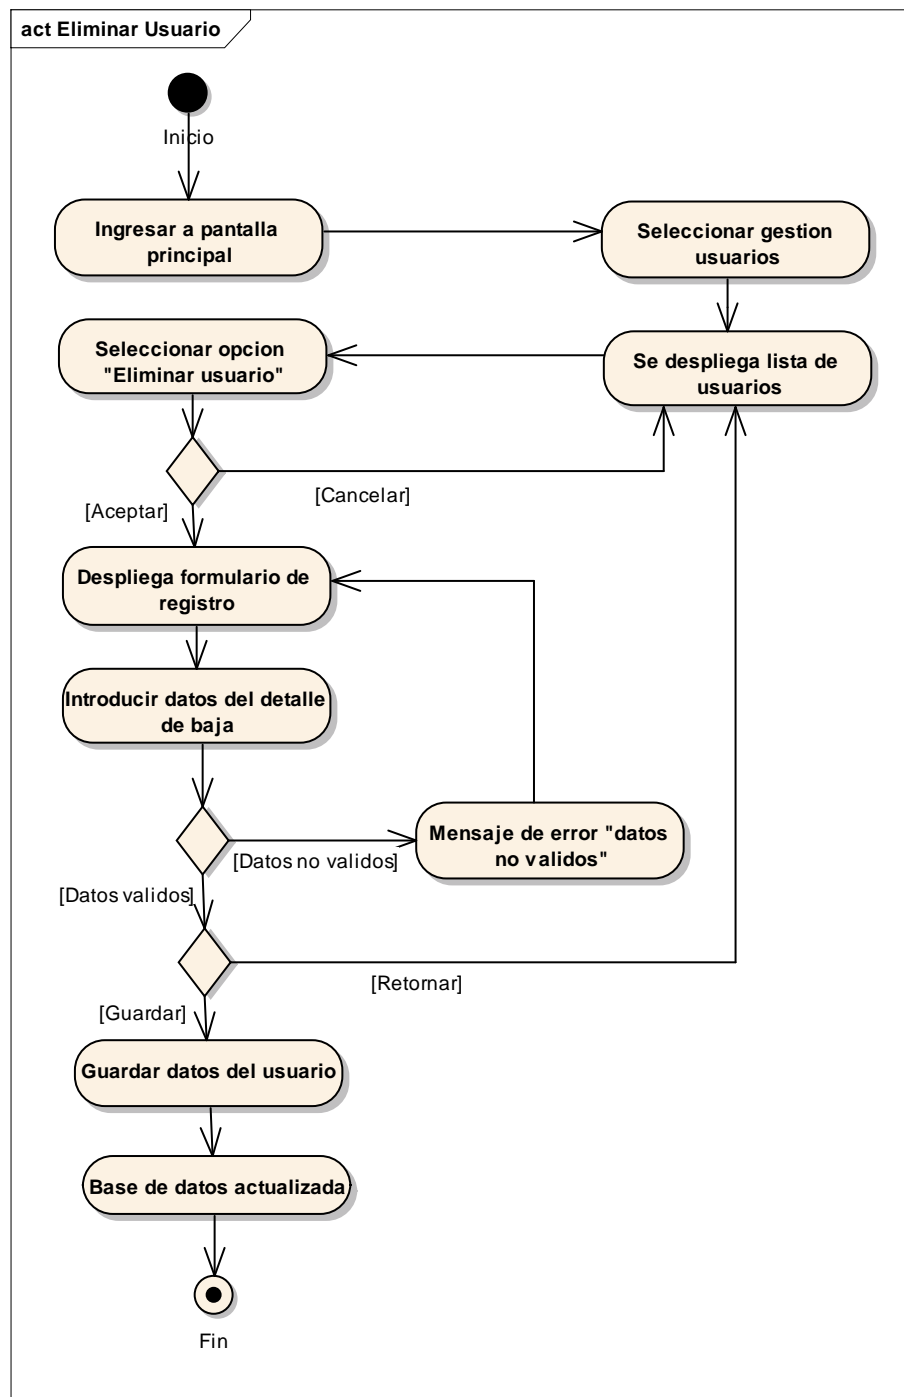 act Eliminar Usuario
Inicio
Ingresar a pantalla
principal
Seleccionar gestion
usuarios
Seleccionar opcion
"Eliminar usuario"
Se despliega lista de
usuarios
[Cancelar]
[Aceptar]
Despliega formulario de
registro
Introducir datos del detalle
de baja
Mensaje de error "datos
no validos"
[Datos no validos]
[Datos validos]
[Retornar]
[Guardar]
Guardar datos del usuario
Base de datos actualizada
Fin